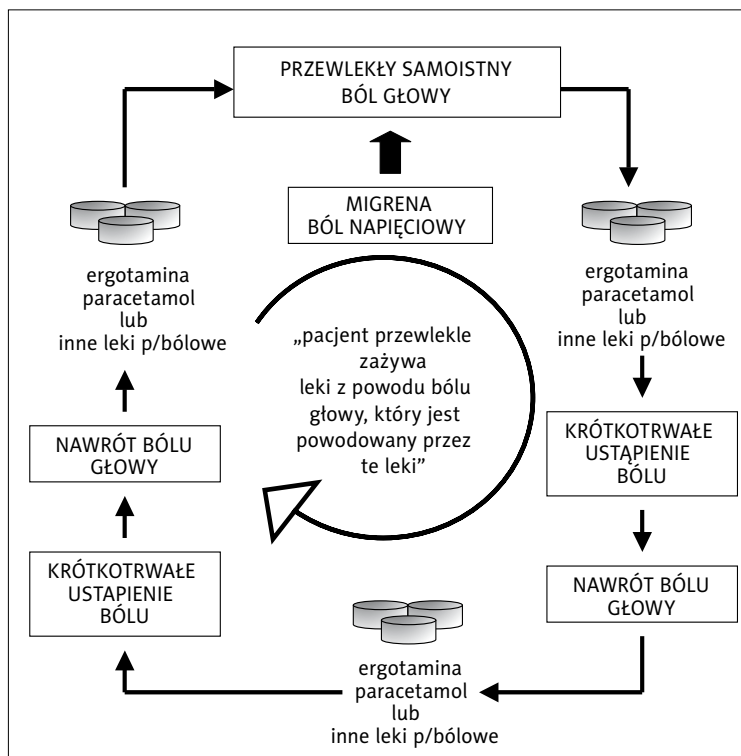 PRZEWLEKŁY SAMOISTNY
BÓL GŁOWY
MIGRENA
BÓL NAPIĘCIOWY
ergotamina
paracetamol
lub
inne leki p/bólowe
KRÓTKOTRWAŁE
USTĄPIENIE
BÓLU
NAWRÓT BÓLU
GŁOWY
ergotamina
paracetamol
lub
inne leki p/bólowe
KRÓTKOTRWAŁE
USTAPIENIE
BÓLU
NAWRÓT BÓLU
GŁOWY
ergotamina
paracetamol
lub
inne leki p/bólowe
„pacjent przewlekle
zażywa
leki z powodu bólu
głowy, który jest
powodowany przez
te leki”